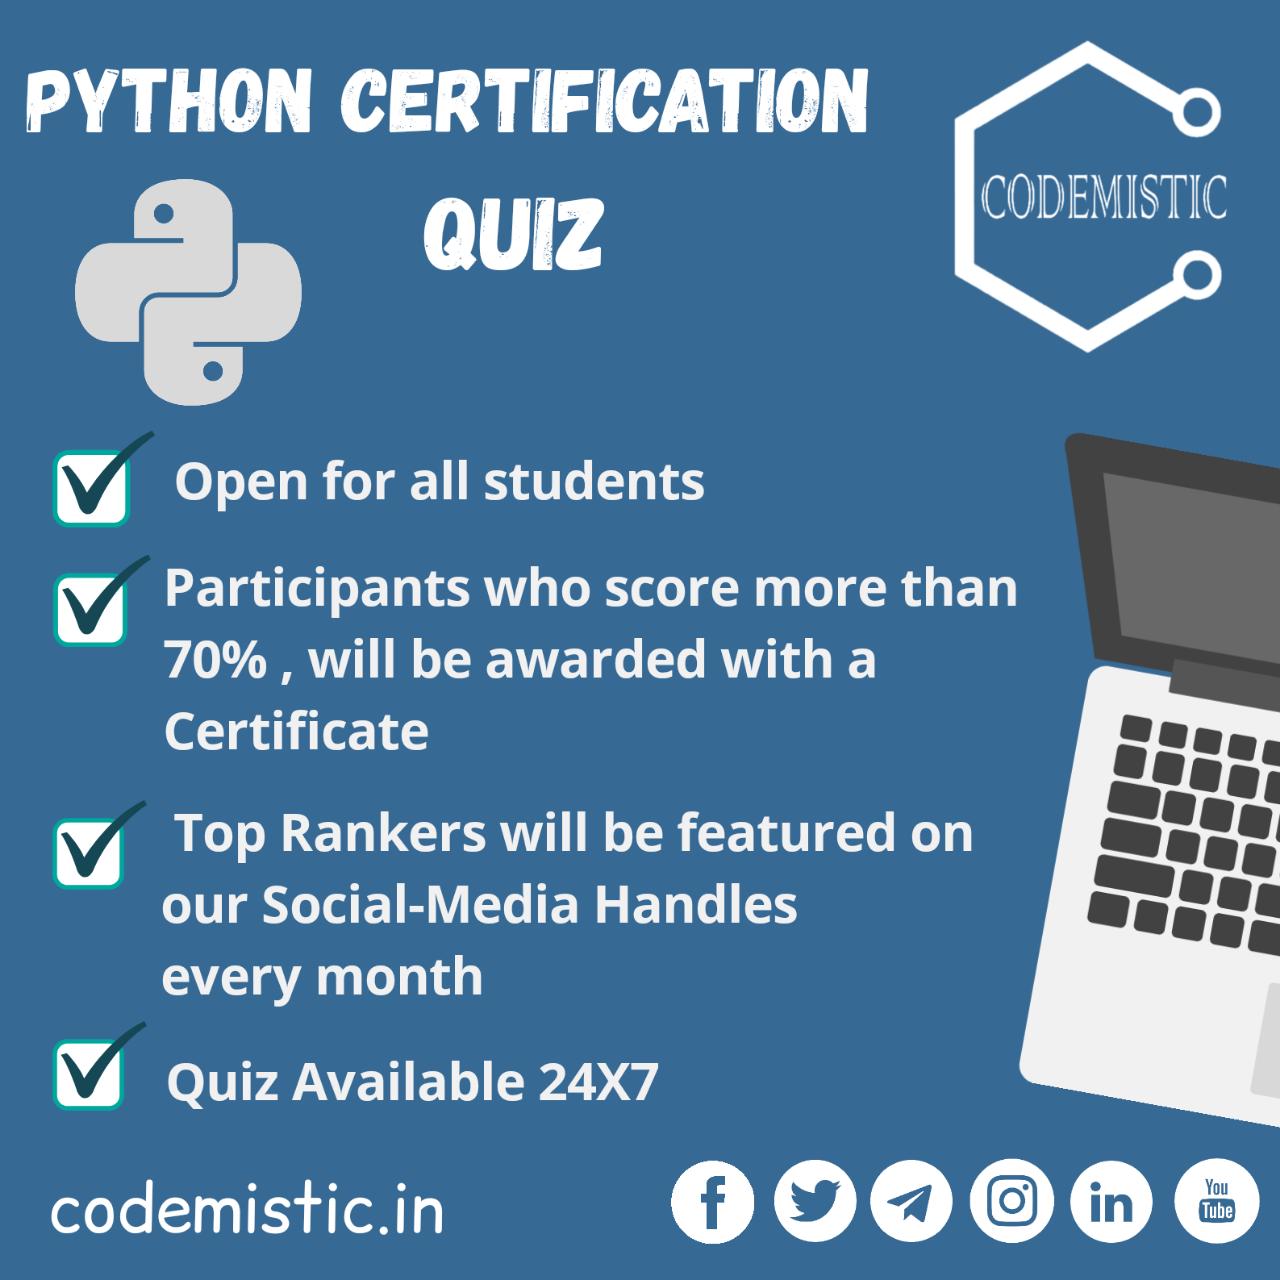 PYTHON CERTIFICATION
QUIZ
CODEMISTIC
Open for all students
Participants who score more than
70% , will be awarded with a
Certificate
Top Rankers will be featured on
our Social-Media Handles
every month
Quiz Available 24X7
codemistic.in
You
Tube